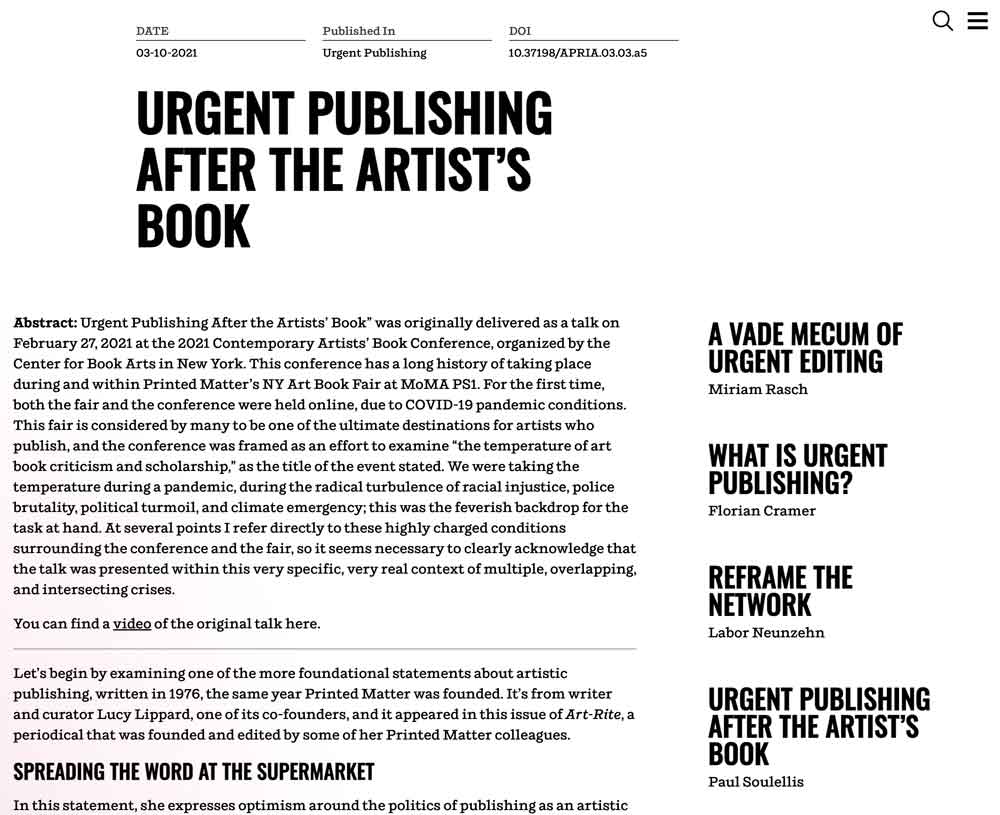 DATE
Published In
DOI
03-10-2021
Urgent Publishing
10.37198/APRIA.03.03.a5
URGENT PUBLISHING
AFTER THE ARTIST’S
BOOK
Abstract: Urgent Publishing After the Artists’ Book” was originally delivered as a talk on
February 27, 2021 at the 2021 Contemporary Artists’ Book Conference, organized by the
Center for Book Arts in New York. This conference has a long history of taking place
during and within Printed Matter’s NY Art Book Fair at MoMA PS1. For the first time,
both the fair and the conference were held online, due to COVID-19 pandemic conditions.
This fair is considered by many to be one of the ultimate destinations for artists who
publish, and the conference was framed as an effort to examine “the temperature of art
book criticism and scholarship,” as the title of the event stated. We were taking the
temperature during a pandemic, during the radical turbulence of racial injustice, police
brutality, political turmoil, and climate emergency; this was the feverish backdrop for the
task at hand. At several points I refer directly to these highly charged conditions
surrounding the conference and the fair, so it seems necessary to clearly acknowledge that
the talk was presented within this very specific, very real context of multiple, overlapping,
and intersecting crises.
You can find a video of the original talk here.
Let’s begin by examining one of the more foundational statements about artistic
publishing, written in 1976, the same year Printed Matter was founded. It’s from writer
and curator Lucy Lippard, one of its co-founders, and it appeared in this issue of Art-Rite, a
periodical that was founded and edited by some of her Printed Matter colleagues.
SPREADING THE WORD AT THE SUPERMARKET
In this statement, she expresses optimism around the politics of publishing as an artistic
A VADE MECUM OF
URGENT EDITING
Miriam Rasch
WHAT IS URGENT
PUBLISHING?
Florian Cramer
REFRAME THE
NETWORK
Labor Neunzehn
URGENT PUBLISHING
AFTER THE ARTIST’S
BOOK
Paul Soulellis